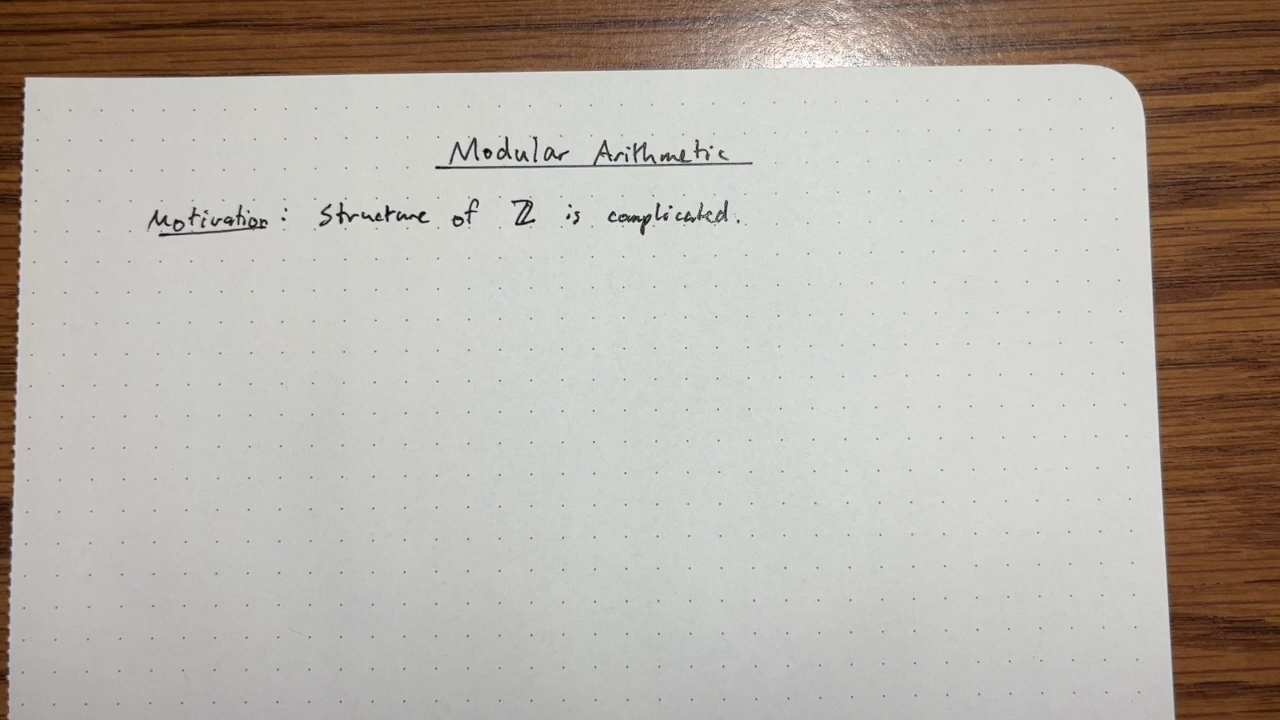 Modular Arithmetic
Motivation: Structure of ℤ is complicated.